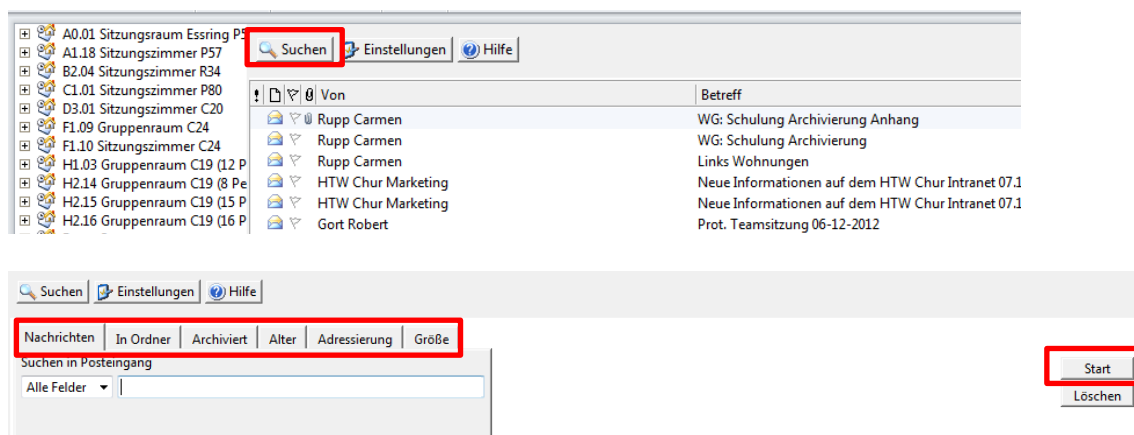 A0.01 Sitzungsraum Essring P5
A1.18 Sitzungszimmer P57
B2.04 Sitzungszimmer R34
C1.01 Sitzungszimmer P80
D3.01 Sitzungszimmer C20
F1.09 Gruppenraum C24
F1.10 Sitzungszimmer C24
H1.03 Gruppenraum C19 (12 P
H2.14 Gruppenraum C19 (8 Pe
H2.15 Gruppenraum C19 (15 P
H2.16 Gruppenraum C19 (16 P
Suchen Einstellungen Hilfe
Von Betreff
Rupp Carmen WG: Schulung Archivierung Anhang
Rupp Carmen WG: Schulung Archivierung
Rupp Carmen Links Wohnungen
HTW Chur Marketing Neue Informationen auf dem HTW Chur Intranet 07.1
HTW Chur Marketing Neue Informationen auf dem HTW Chur Intranet 07.1
Gort Robert Prot. Teamsitzung 06-12-2012
Suchen Einstellungen Hilfe
Nachrichten In Ordner Archiviert Alter Adressierung Größe
Suchen in Posteingang
Alle Felder
Start
Löschen